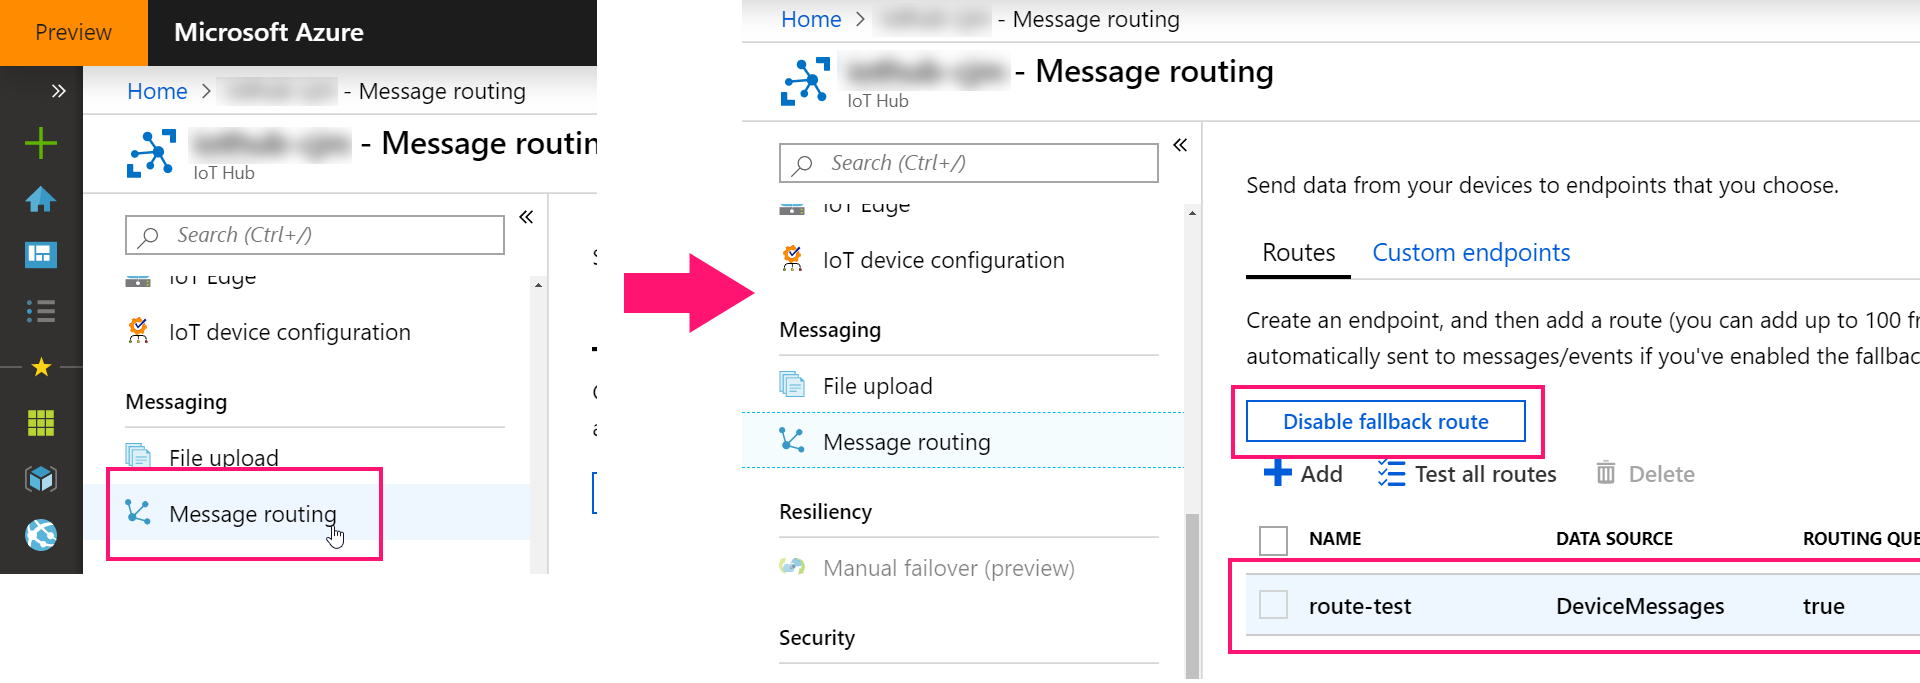 Preview
Microsoft Azure
Home > - Message routing
- Message routin
IoT Hub
Search (Ctrl+/)
IoT Edge
IoT device configuration
Messaging
File upload
Message routing
Home > - Message routing
- Message routing
IoT Hub
Search (Ctrl+/)
IoT Edge
IoT device configuration
Messaging
File upload
Message routing
Resiliency
Manual failover (preview)
Security
Send data from your devices to endpoints that you choose.
Routes Custom endpoints
Create an endpoint, and then add a route (you can add up to 100 fr
automatically sent to messages/events if you've enabled the fallbac
Disable fallback route
Add Test all routes Delete
NAME DATA SOURCE ROUTING QUE
route-test DeviceMessages true